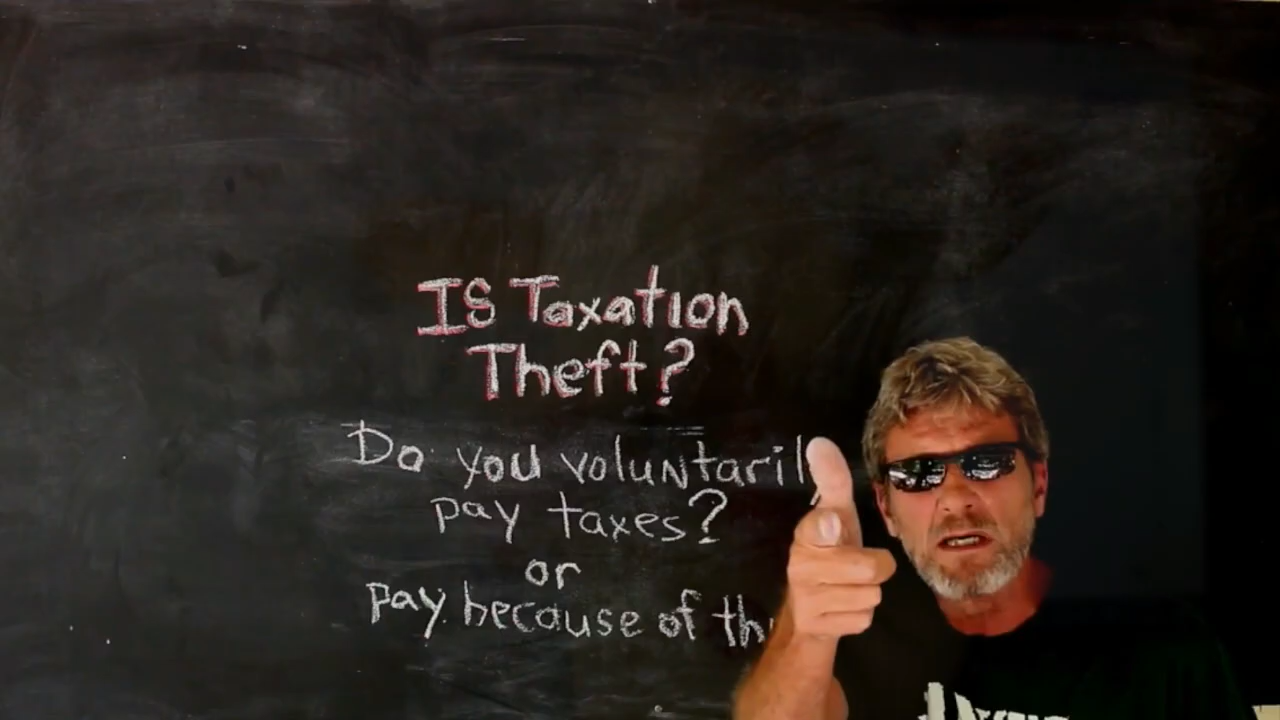 Is Taxation
Theft?
Do you voluntaril
pay taxes?
or
pay because of th